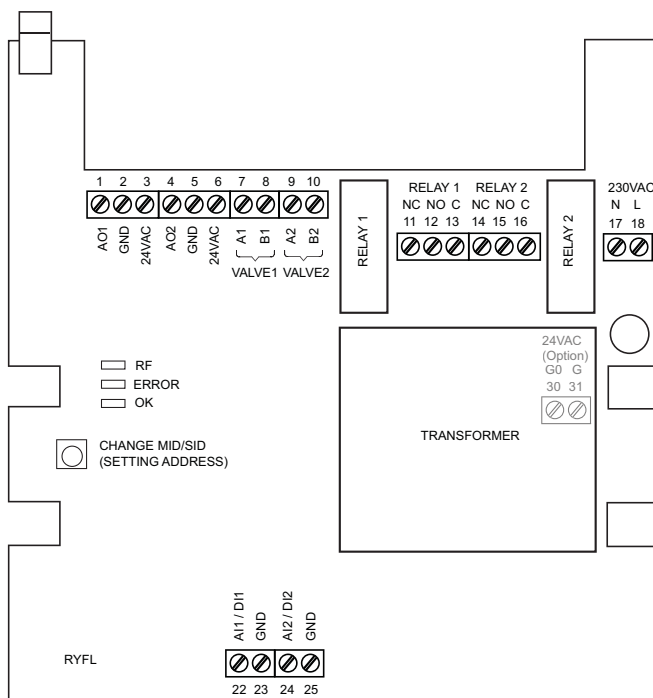 1 2 3 4 5 6 7 8 9 10
AO1 GND 24VAC AO2 GND 24VAC A1 B1 A2 B2
VALVE1 VALVE2
RELAY 1
RELAY 1 RELAY 2
NC NO C NC NO C
11 12 13 14 15 16
RELAY 2
230VAC
N L
17 18
RF
ERROR
OK
CHANGE MID/SID
(SETTING ADDRESS)
24VAC
(Option)
G0 G
30 31
TRANSFORMER
RYFL
AI1 / DI1 GND AI2 / DI2 GND
22 23 24 25